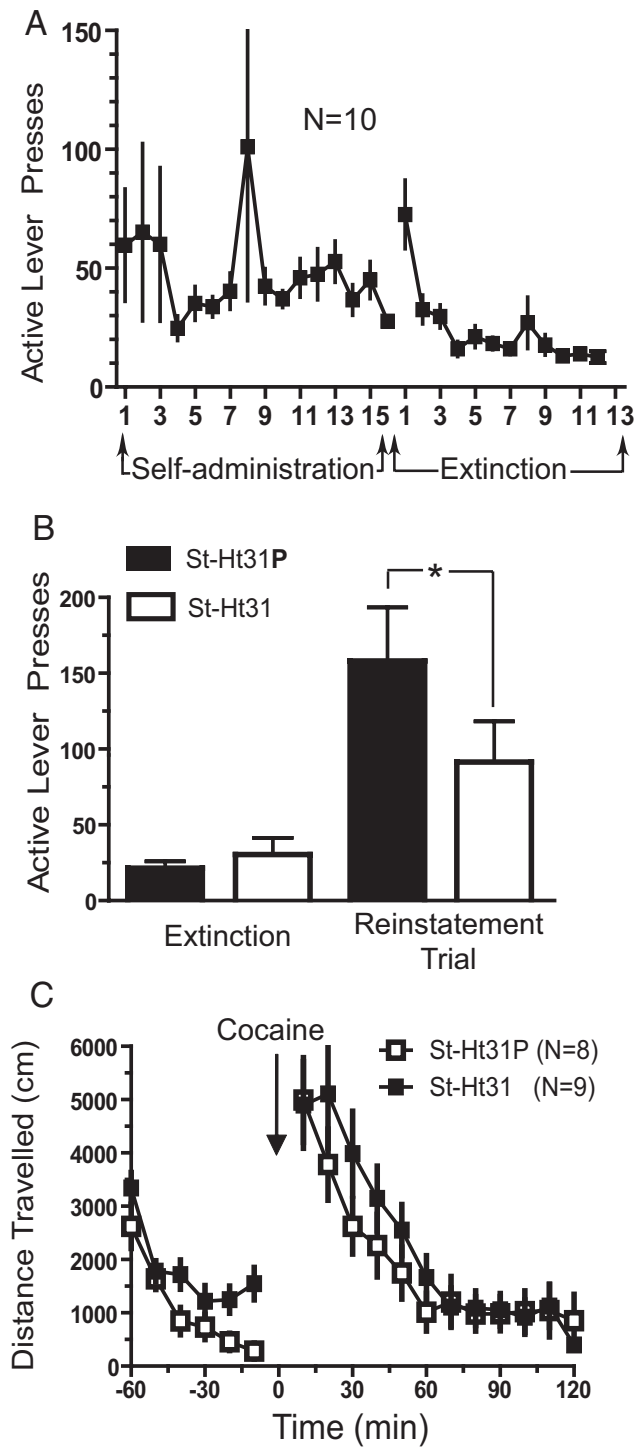 A
Active Lever Presses
150
100
50
0
N=10
1 3 5 7 9 11 13 15 1 3 5 7 9 11 13
Self-administration Extinction
B
St-Ht31P
St-Ht31
Active Lever Presses
200
150
100
50
0
*
Extinction
Reinstatement
Trial
C
Cocaine
St-Ht31P (N=8)
St-Ht31 (N=9)
Distance Travelled (cm)
6000
5000
4000
3000
2000
1000
0
-60 -30 0 30 60 90 120
Time (min)